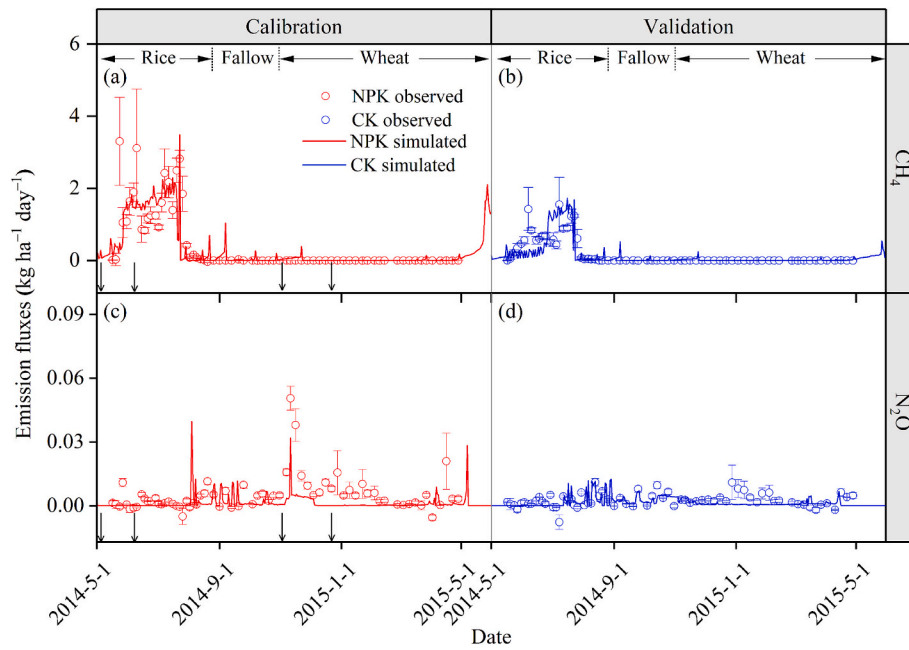 Calibration
Validation
Rice
Fallow
Wheat
Rice
Fallow
Wheat
(a)
(b)
NPK observed
CK observed
NPK simulated
CK simulated
6
4
2
0
CH₄
(c)
(d)
0.09
0.06
0.03
0.00
N₂O
Emission fluxes (kg ha⁻¹ day⁻¹)
2014-5-1
2014-9-1
2015-1-1
2015-5-1
2014-5-1
2014-9-1
2015-1-1
2015-5-1
Date